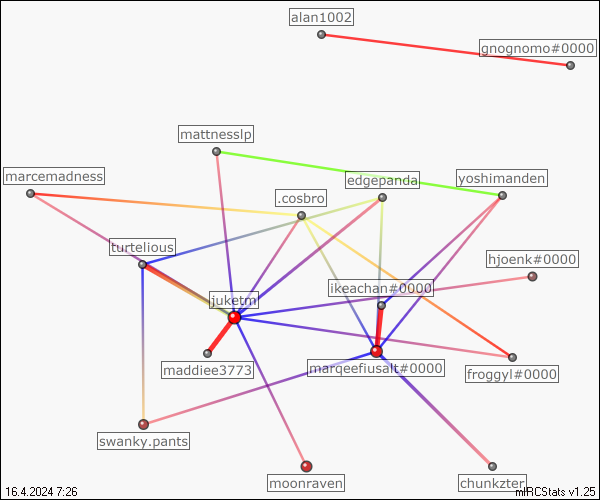 alan1002
gnognomo#0000
mattnesslp
marcemadness
edgepanda
yoshimanden
.cosbro
turtelious
hjoenk#0000
ikeachan#0000
juketm
maddiee3773
marqeefiusalt#0000
froggyl#0000
swanky.pants
moonraven
chunkzter
16.4.2024 7:26
mIRCStats v1.25